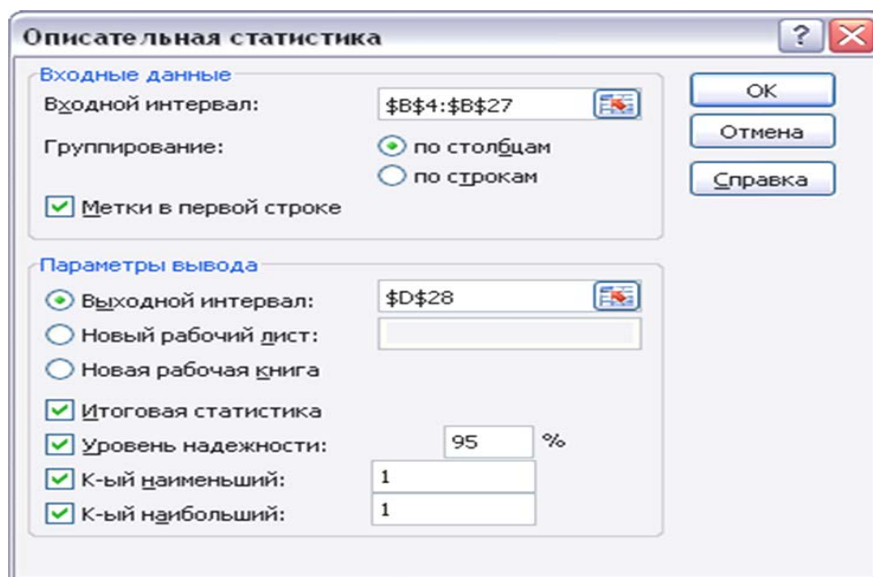 Описательная статистика
Входные данные
Входной интервал: $B$4:$B$27
Группирование: по столбцам
по строкам
Метки в первой строке
ОК
Отмена
Справка
Параметры вывода
Выходной интервал: $D$28
Новый рабочий лист:
Новая рабочая книга
Итоговая статистика
Уровень надежности: 95 %
К-ый наименьший: 1
К-ый наибольший: 1